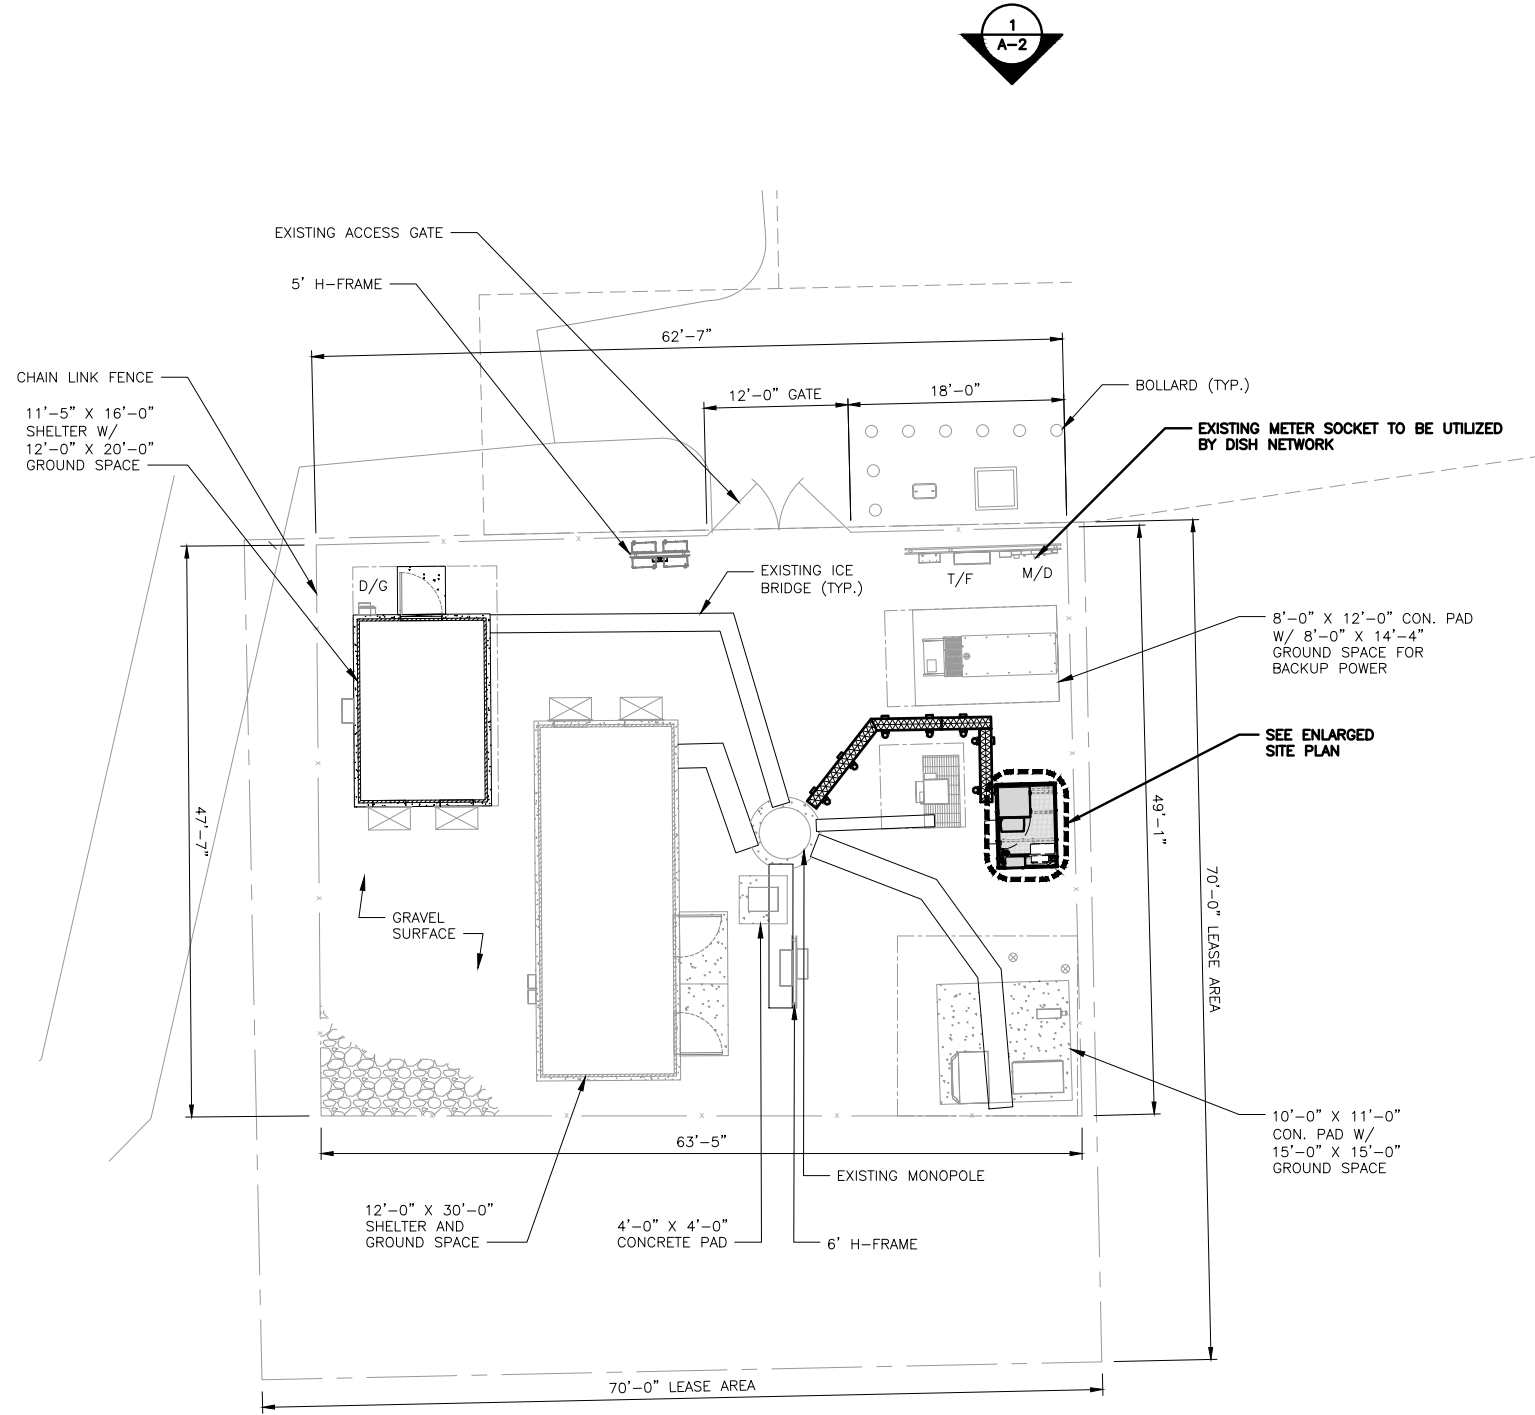 1
A-2
EXISTING ACCESS GATE
5' H-FRAME
62'-7"
CHAIN LINK FENCE
11'-5" X 16'-0"
SHELTER W/
12'-0" X 20'-0"
GROUND SPACE
12'-0" GATE
18'-0"
BOLLARD (TYP.)
EXISTING METER SOCKET TO BE UTILIZED
BY DISH NETWORK
D/G
EXISTING ICE
BRIDGE (TYP.)
T/F
M/D
8'-0" X 12'-0" CON. PAD
W/ 8'-0" X 14'-4"
GROUND SPACE FOR
BACKUP POWER
SEE ENLARGED
SITE PLAN
47'-7"
49'-1"
70'-0" LEASE AREA
GRAVEL
SURFACE
10'-0" X 11'-0"
CON. PAD W/
15'-0" X 15'-0"
GROUND SPACE
63'-5"
EXISTING MONOPOLE
12'-0" X 30'-0"
SHELTER AND
GROUND SPACE
4'-0" X 4'-0"
CONCRETE PAD
6' H-FRAME
70'-0" LEASE AREA